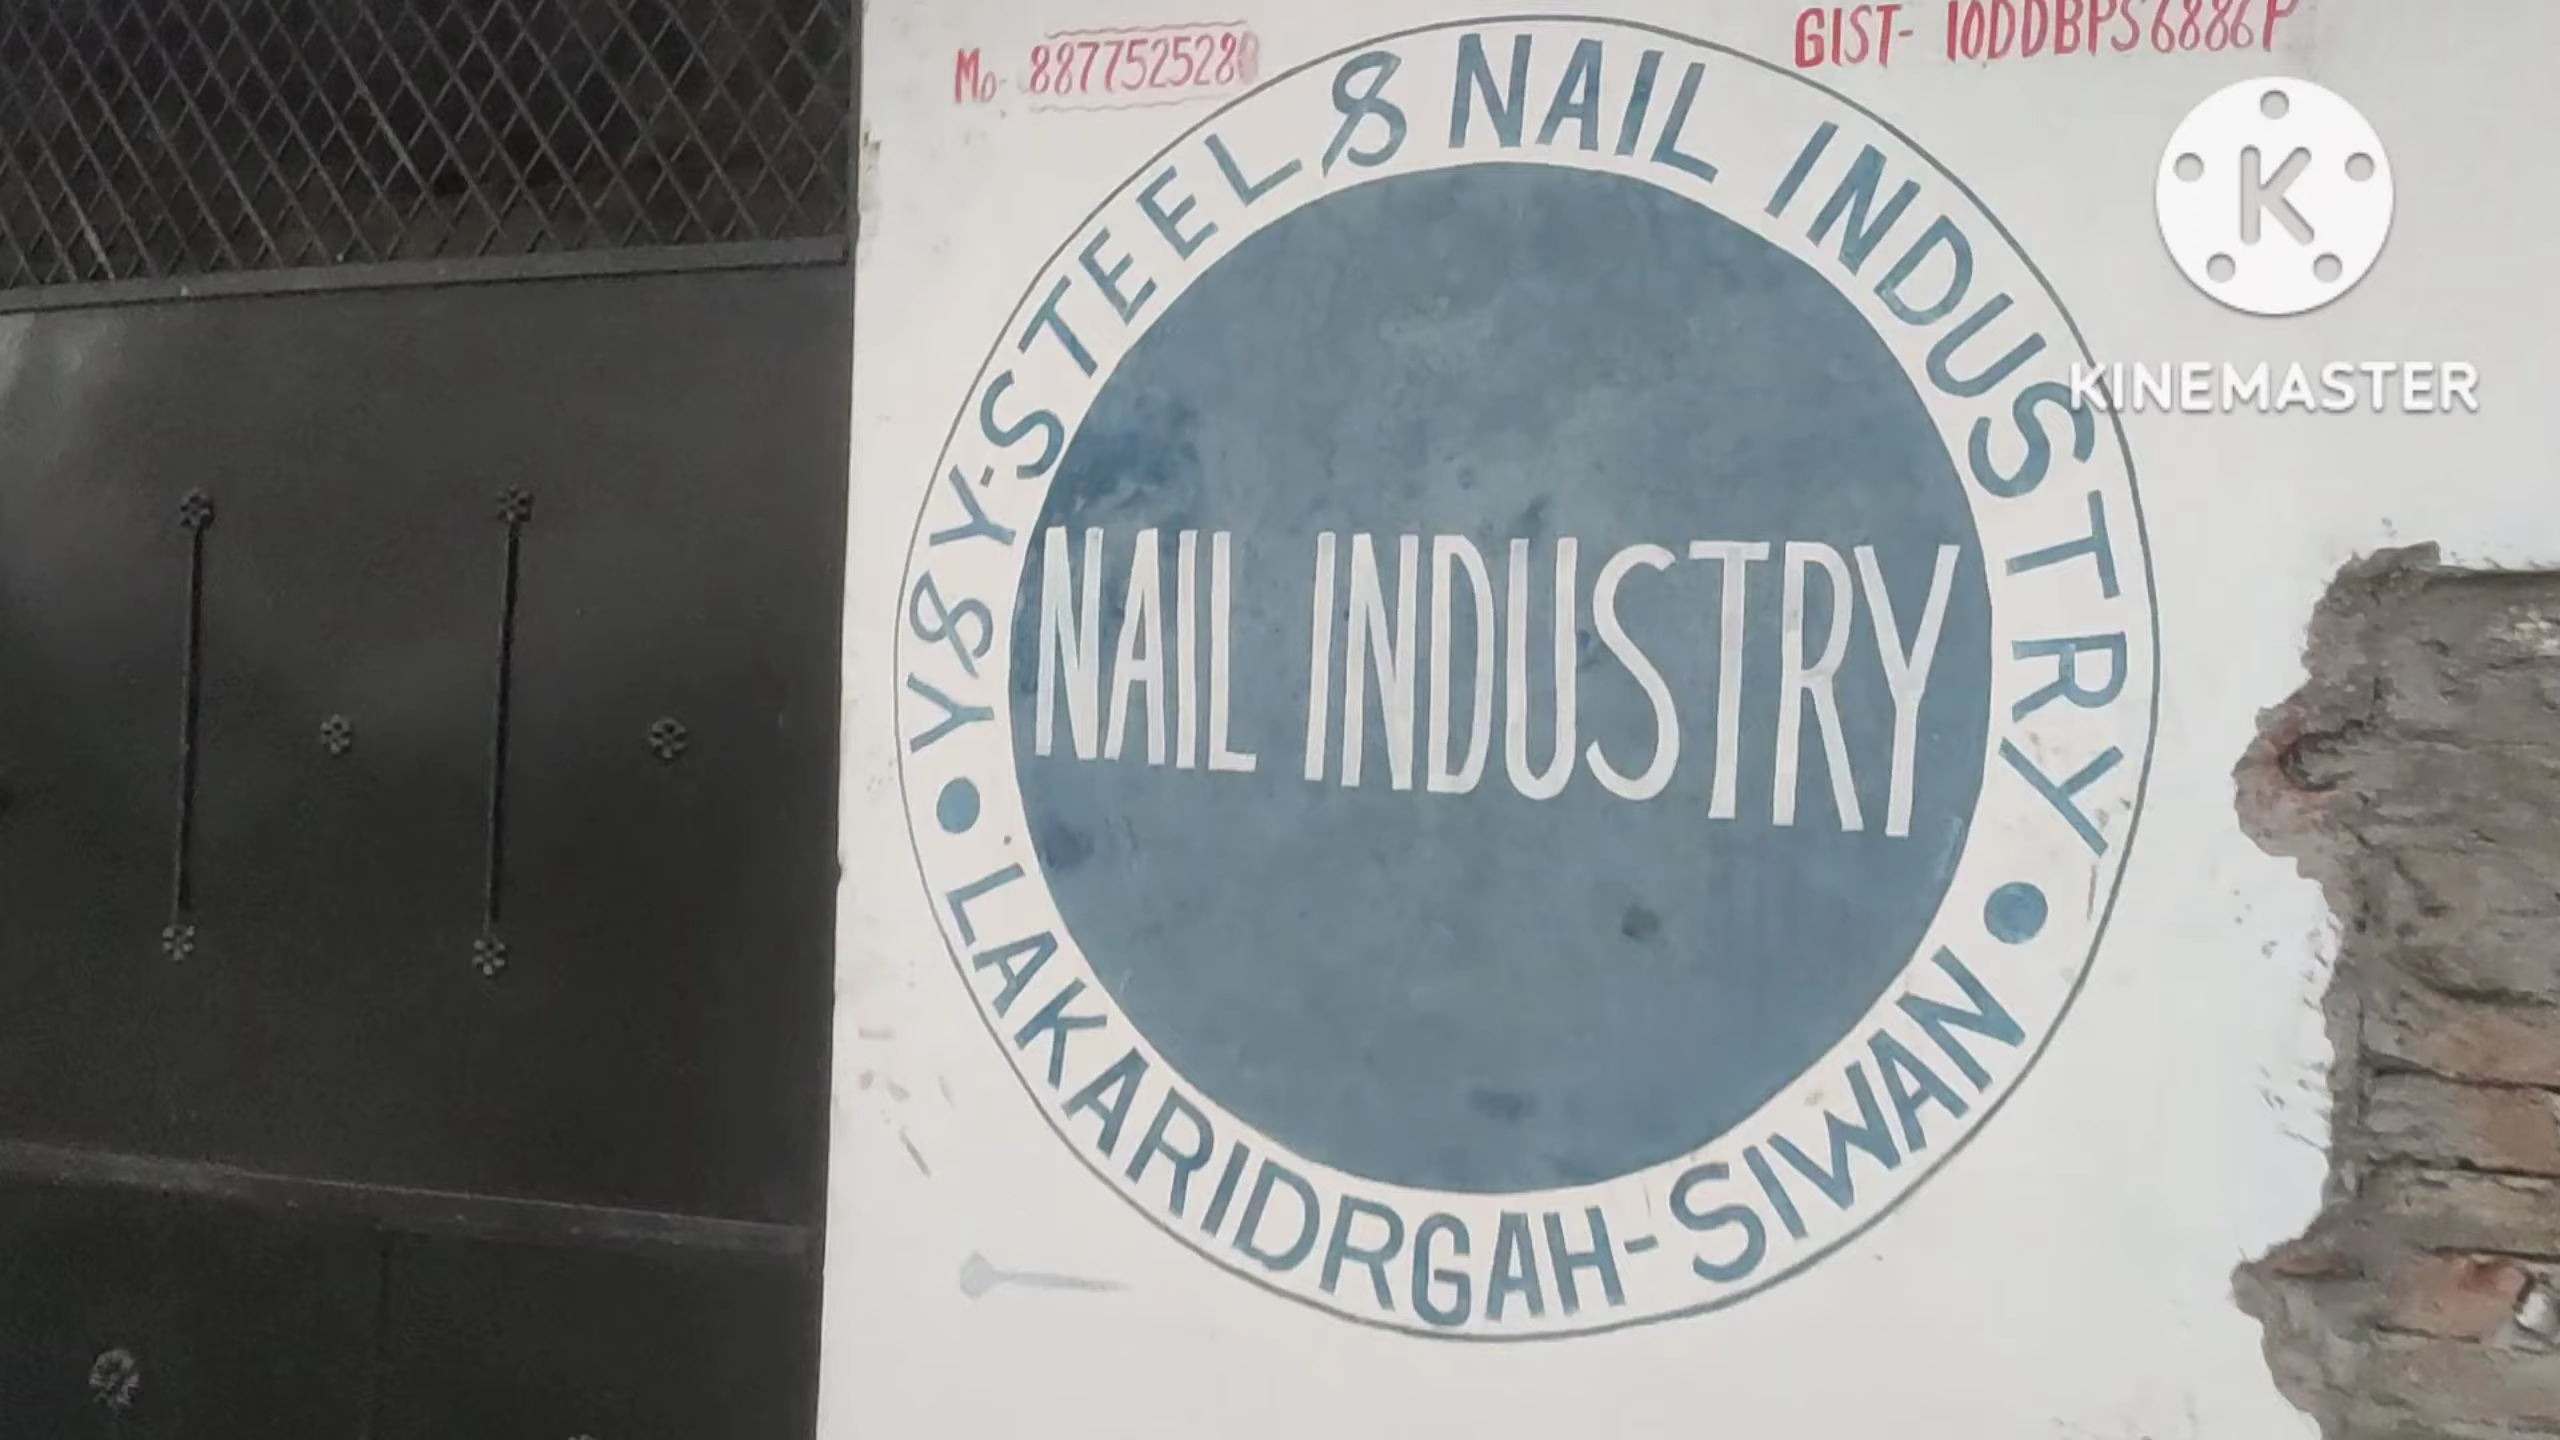 Mo- 8877525280
GIST- 10DDBPS6886P
Y&Y-STEEL & NAIL INDUSTRY
NAIL INDUSTRY
LAKARIDRGAH-SIWAN
K
KINEMASTER